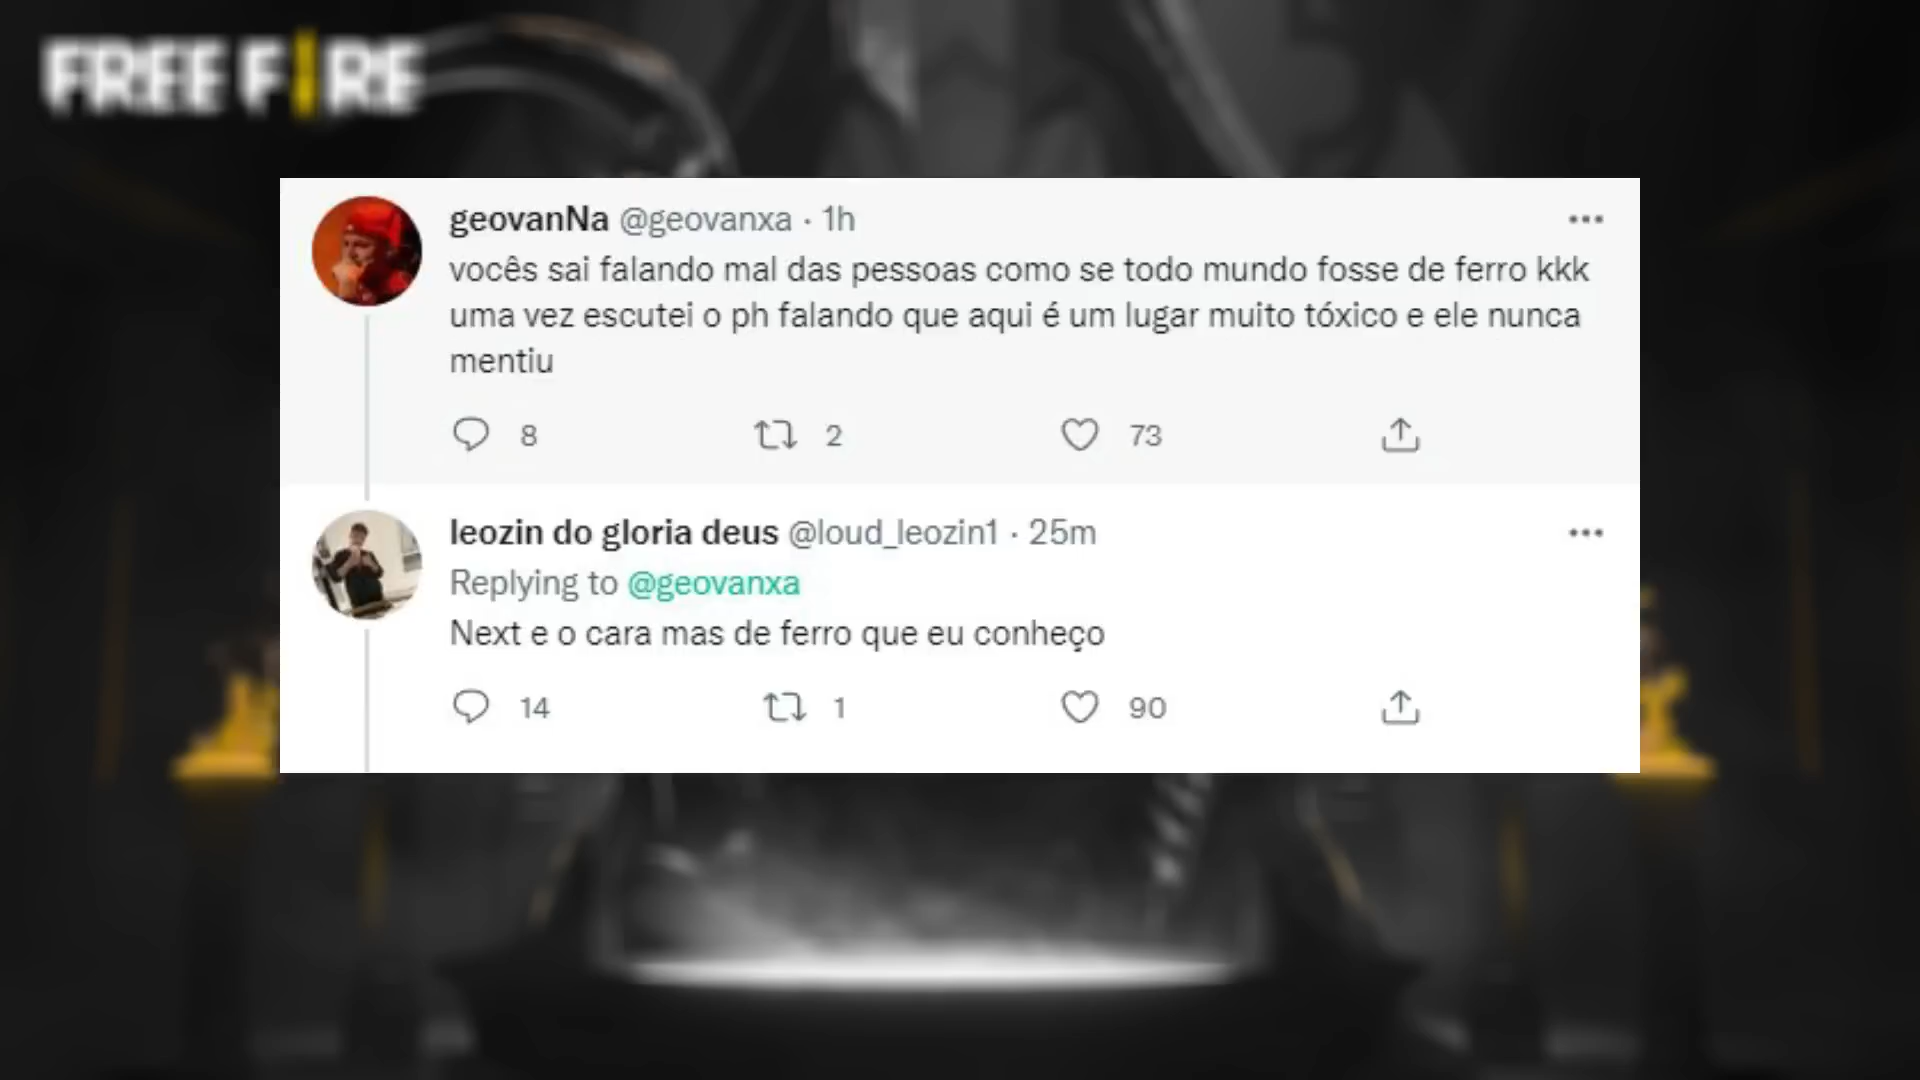 FREE FIRE
geovanNa @geovanxa · 1h
vocês sai falando mal das pessoas como se todo mundo fosse de ferro kkk
uma vez escutei o ph falando que aqui é um lugar muito tóxico e ele nunca
mentiu
8 2 73
leozin do gloria deus @loud_leozin1 · 25m
Replying to @geovanxa
Next e o cara mas de ferro que eu conheço
14 1 90